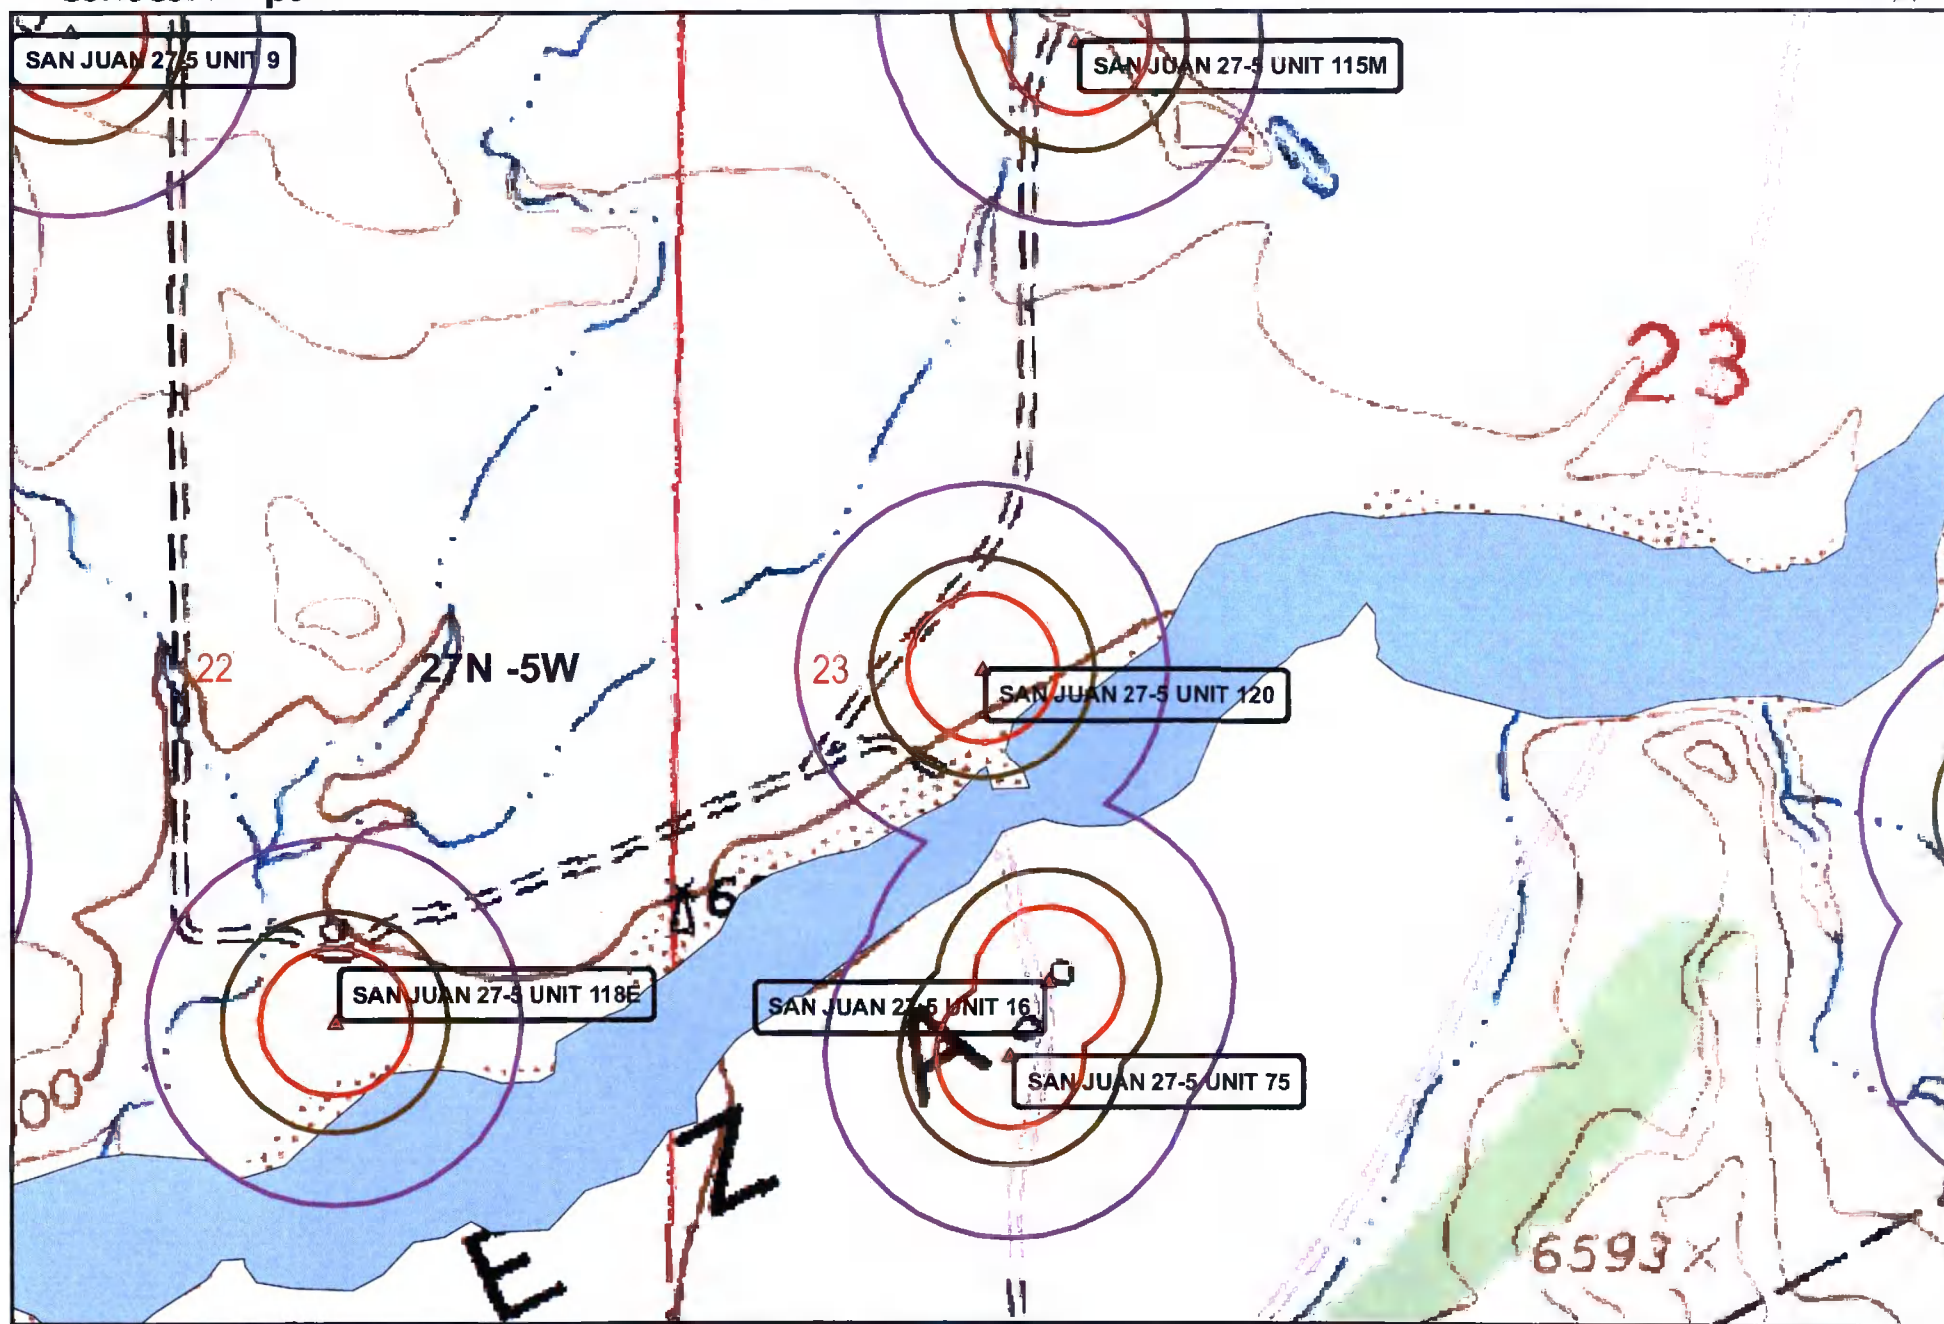 SAN JUAN 27-5 UNIT 9
SAN JUAN 27-5 UNIT 115M
23
22
27N -5W
23
SAN JUAN 27-5 UNIT 120
6
SAN JUAN 27-5 UNIT 118E
SAN JUAN 27-5 UNIT 16
A
SAN JUAN 27-5 UNIT 75
Z
E
6593